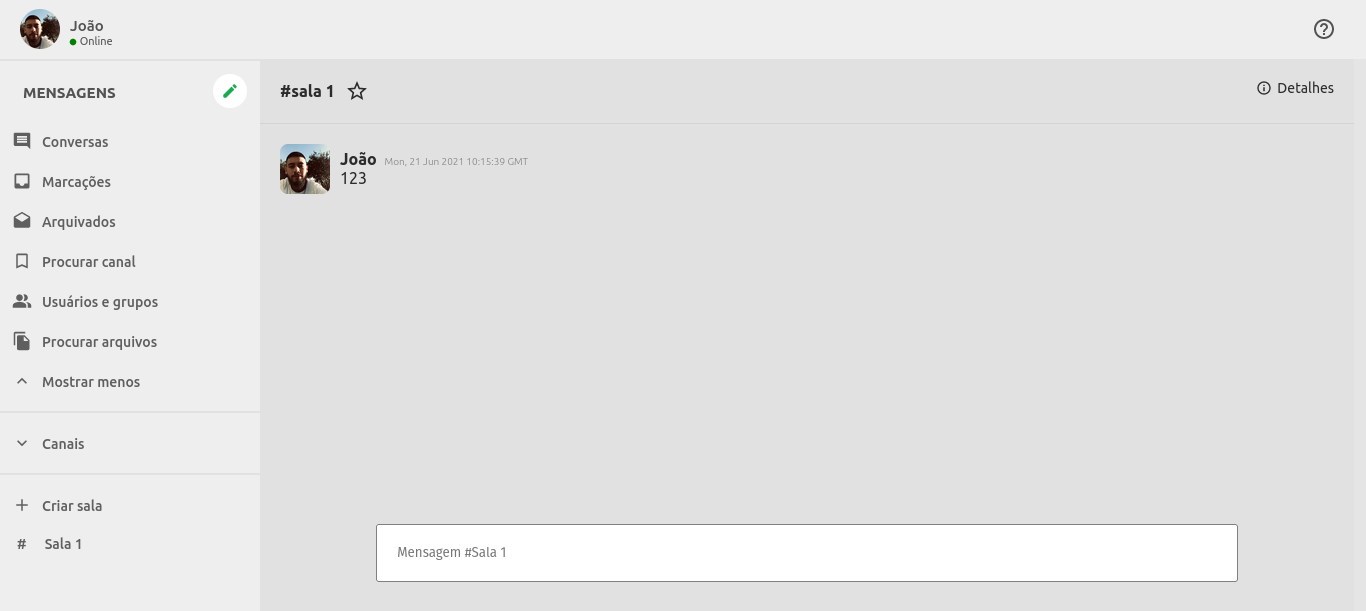 João
Online
MENSAGENS
Conversas
Marcações
Arquivados
Procurar canal
Usuários e grupos
Procurar arquivos
Mostrar menos
Canais
Criar sala
# Sala 1
#sala 1
Detalhes
João Mon, 21 Jun 2021 10:15:39 GMT
123
Mensagem #Sala 1